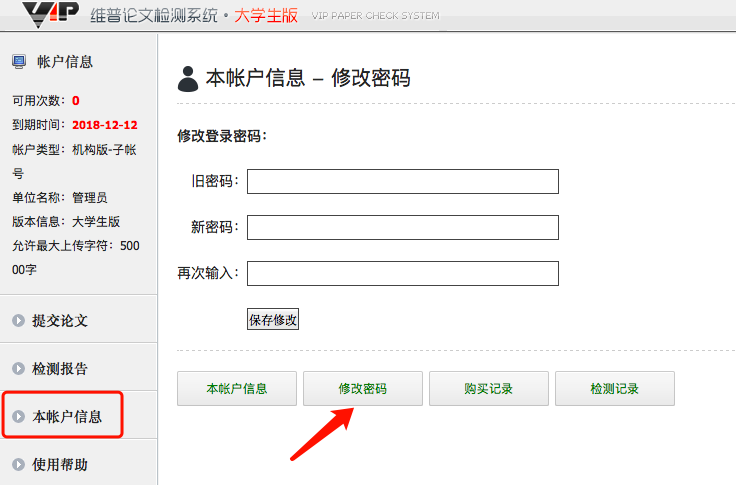 VIP 维普论文检测系统·大学生版 VIP PAPER CHECK SYSTEM
帐户信息
可用次数：0
到期时间：2018-12-12
帐户类型：机构版-子帐
号
单位名称：管理员
版本信息：大学生版
允许最大上传字符：500
00字
提交论文
检测报告
本帐户信息
使用帮助
本帐户信息 – 修改密码
修改登录密码：
旧密码：
新密码：
再次输入：
保存修改
本帐户信息 修改密码 购买记录 检测记录